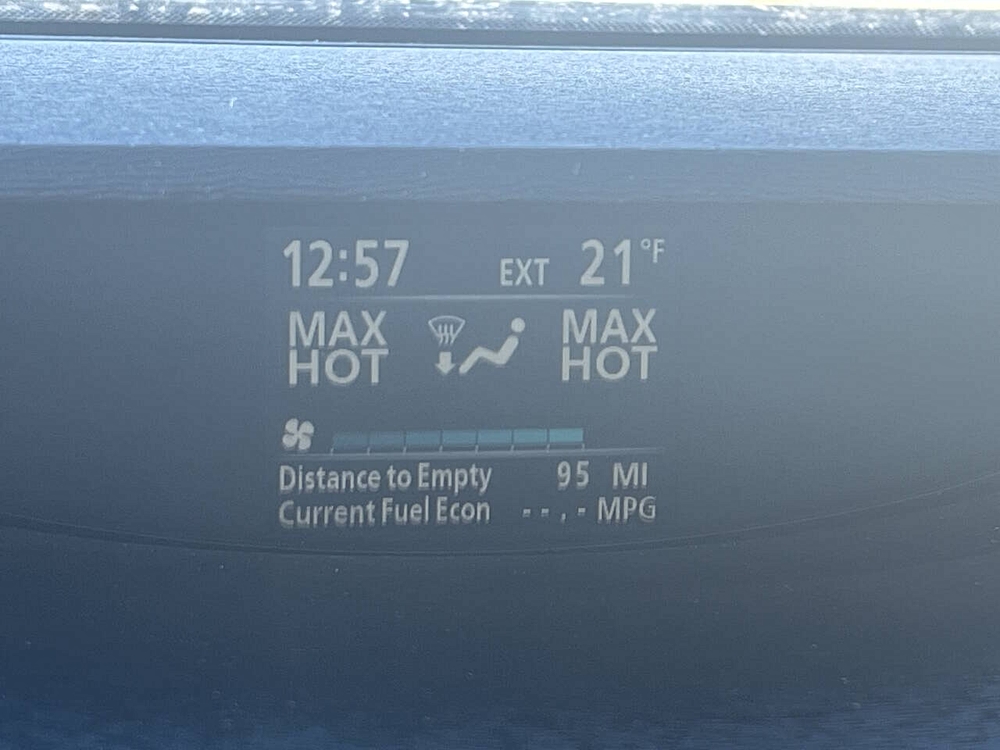 12:57 EXT 21°F
MAX MAX
HOT HOT
Distance to Empty 95 MI
Current Fuel Econ --.- MPG